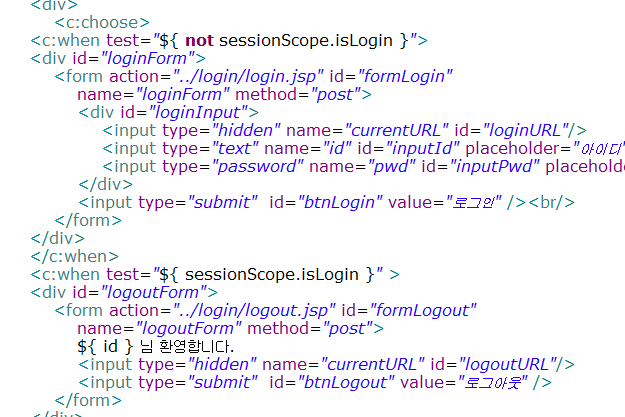 <div>
<c:choose>
<c:when test="${ not sessionScope.isLogin }">
<div id="loginForm">
<form action="../login/login.jsp" id="formLogin"
name="loginForm" method="post">
<div id="loginInput">
<input type="hidden" name="currentURL" id="loginURL"/>
<input type="text" name="id" id="inputId" placeholder="아이디"
<input type="password" name="pwd" id="inputPwd" placeholde
</div>
<input type="submit"  id="btnLogin" value="로그인" /><br/>
</form>
</div>
</c:when>
<c:when test="${ sessionScope.isLogin }" >
<div id="logoutForm">
<form action="../login/logout.jsp" id="formLogout"
name="logoutForm" method="post">
${ id } 님 환영합니다.
<input type="hidden" name="currentURL" id="logoutURL"/>
<input type="submit"  id="btnLogout" value="로그아웃" />
</form>
</div>